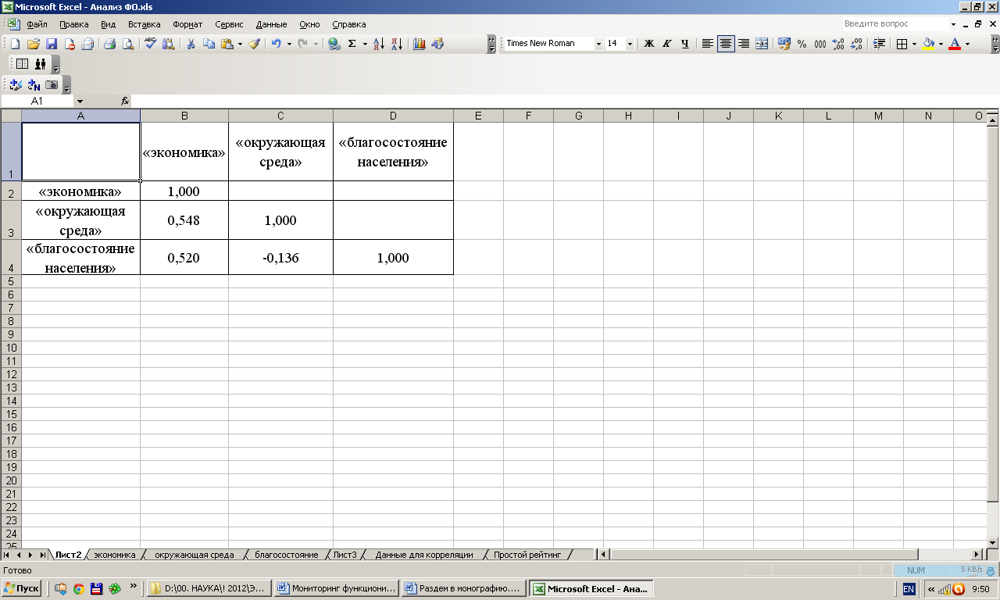 Microsoft Excel - Анализ ФО.xls
Файл Правка Вид Вставка Формат Сервис Данные Окно Справка Введите вопрос
Times New Roman 14 Ж К Ч % 000
A1 fx
A B C D E F G H I J K L M N O
1 «экономика» «окружающая среда» «благосостояние населения»
2 «экономика» 1,000
3 «окружающая среда» 0,548 1,000
4 «благосостояние населения» 0,520 -0,136 1,000
5
6
7
8
9
10
11
12
13
14
15
16
17
18
19
20
21
22
23
24
25
Лист2 экономика окружающая среда благосостояние Лист3 Данные для корреляции Простой рейтинг
Готово NUM 5 KB/s
Пуск » D:\00. НАУКА\! 2012\Э... Мониторинг функциони... Раздем в монографию.... Microsoft Excel - Ана... EN « 9:50